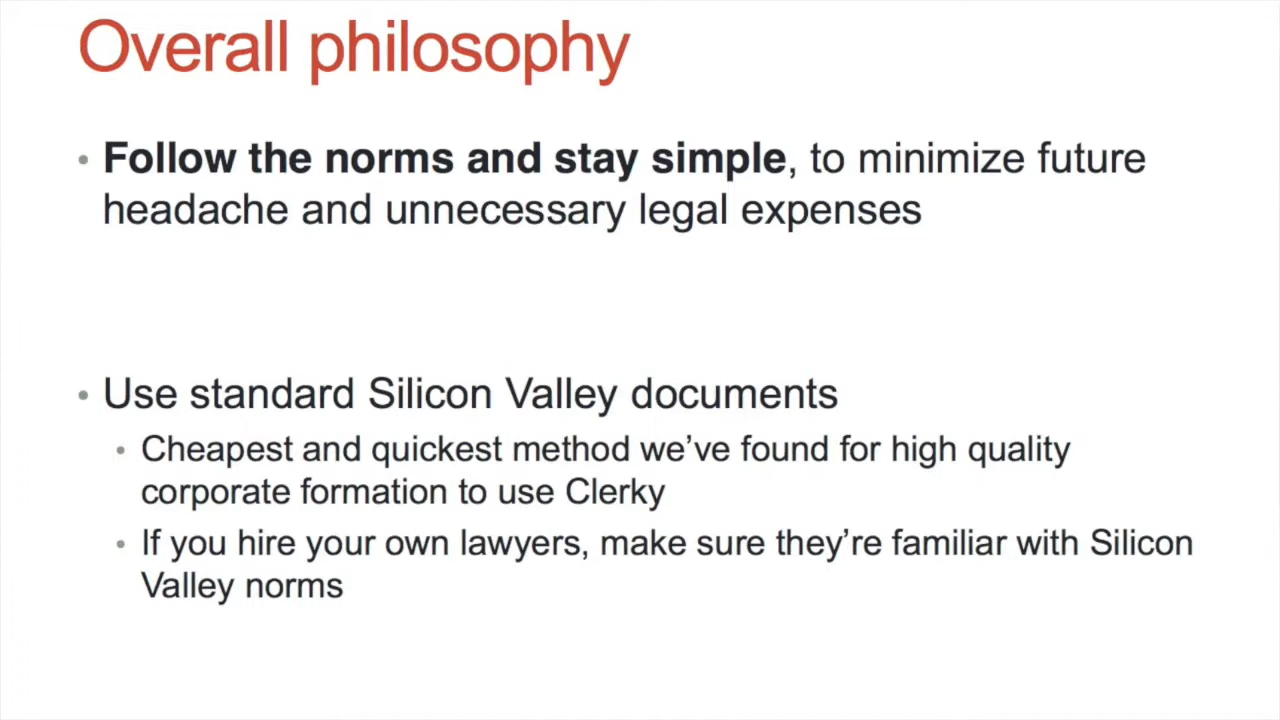 Overall philosophy
• Follow the norms and stay simple, to minimize future
headache and unnecessary legal expenses
• Use standard Silicon Valley documents
• Cheapest and quickest method we’ve found for high quality
corporate formation to use Clerky
• If you hire your own lawyers, make sure they’re familiar with Silicon
Valley norms